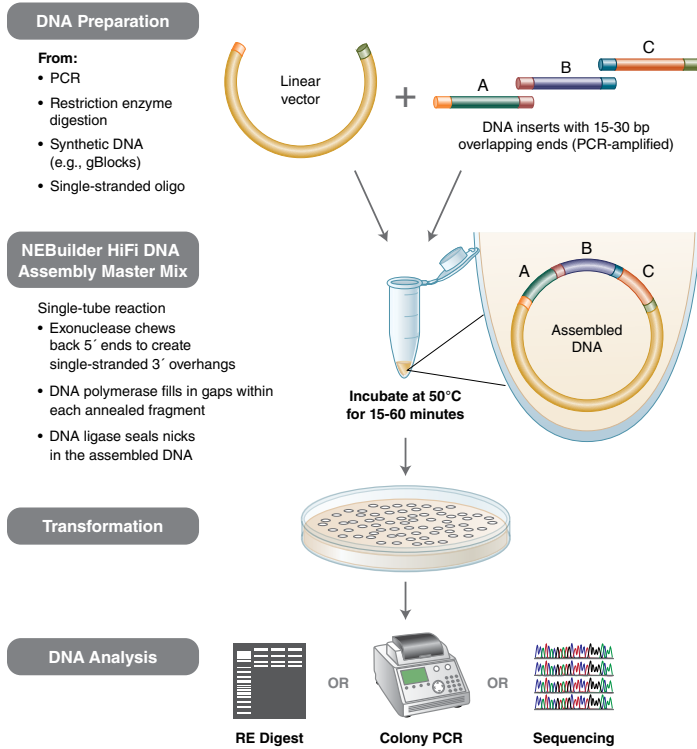 DNA Preparation
From:
• PCR
• Restriction enzyme
digestion
• Synthetic DNA
(e.g., gBlocks)
• Single-stranded oligo
Linear
vector
+
A
B
C
DNA inserts with 15-30 bp
overlapping ends (PCR-amplified)
NEBuilder HiFi DNA
Assembly Master Mix
Single-tube reaction
• Exonuclease chews
back 5´ ends to create
single-stranded 3´ overhangs
• DNA polymerase fills in gaps within
each annealed fragment
• DNA ligase seals nicks
in the assembled DNA
Incubate at 50°C
for 15-60 minutes
A
B
C
Assembled
DNA
Transformation
DNA Analysis
OR
OR
RE Digest
Colony PCR
Sequencing